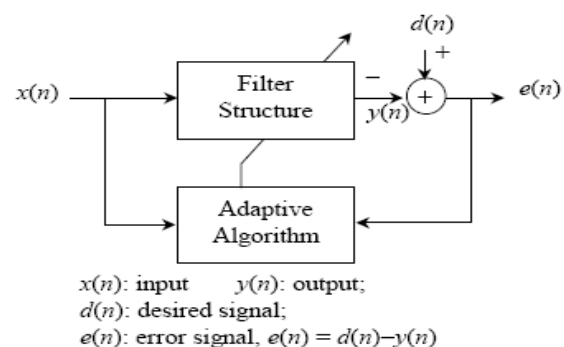 d(n)
+
Filter
Structure
−
x(n)
+
y(n)
e(n)
Adaptive
Algorithm
x(n): input y(n): output;
d(n): desired signal;
e(n): error signal, e(n) = d(n)−y(n)